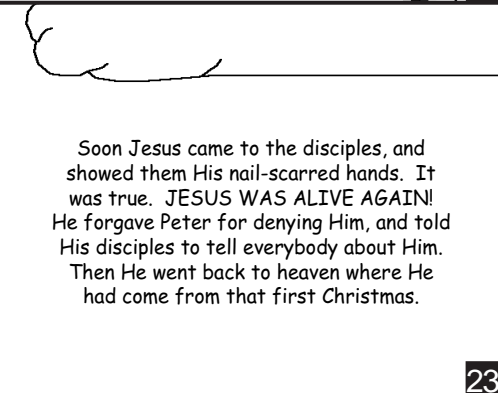 Soon Jesus came to the disciples, and
showed them His nail-scarred hands.  It
was true.  JESUS WAS ALIVE AGAIN!
He forgave Peter for denying Him, and told
His disciples to tell everybody about Him.
Then He went back to heaven where He
had come from that first Christmas.
23